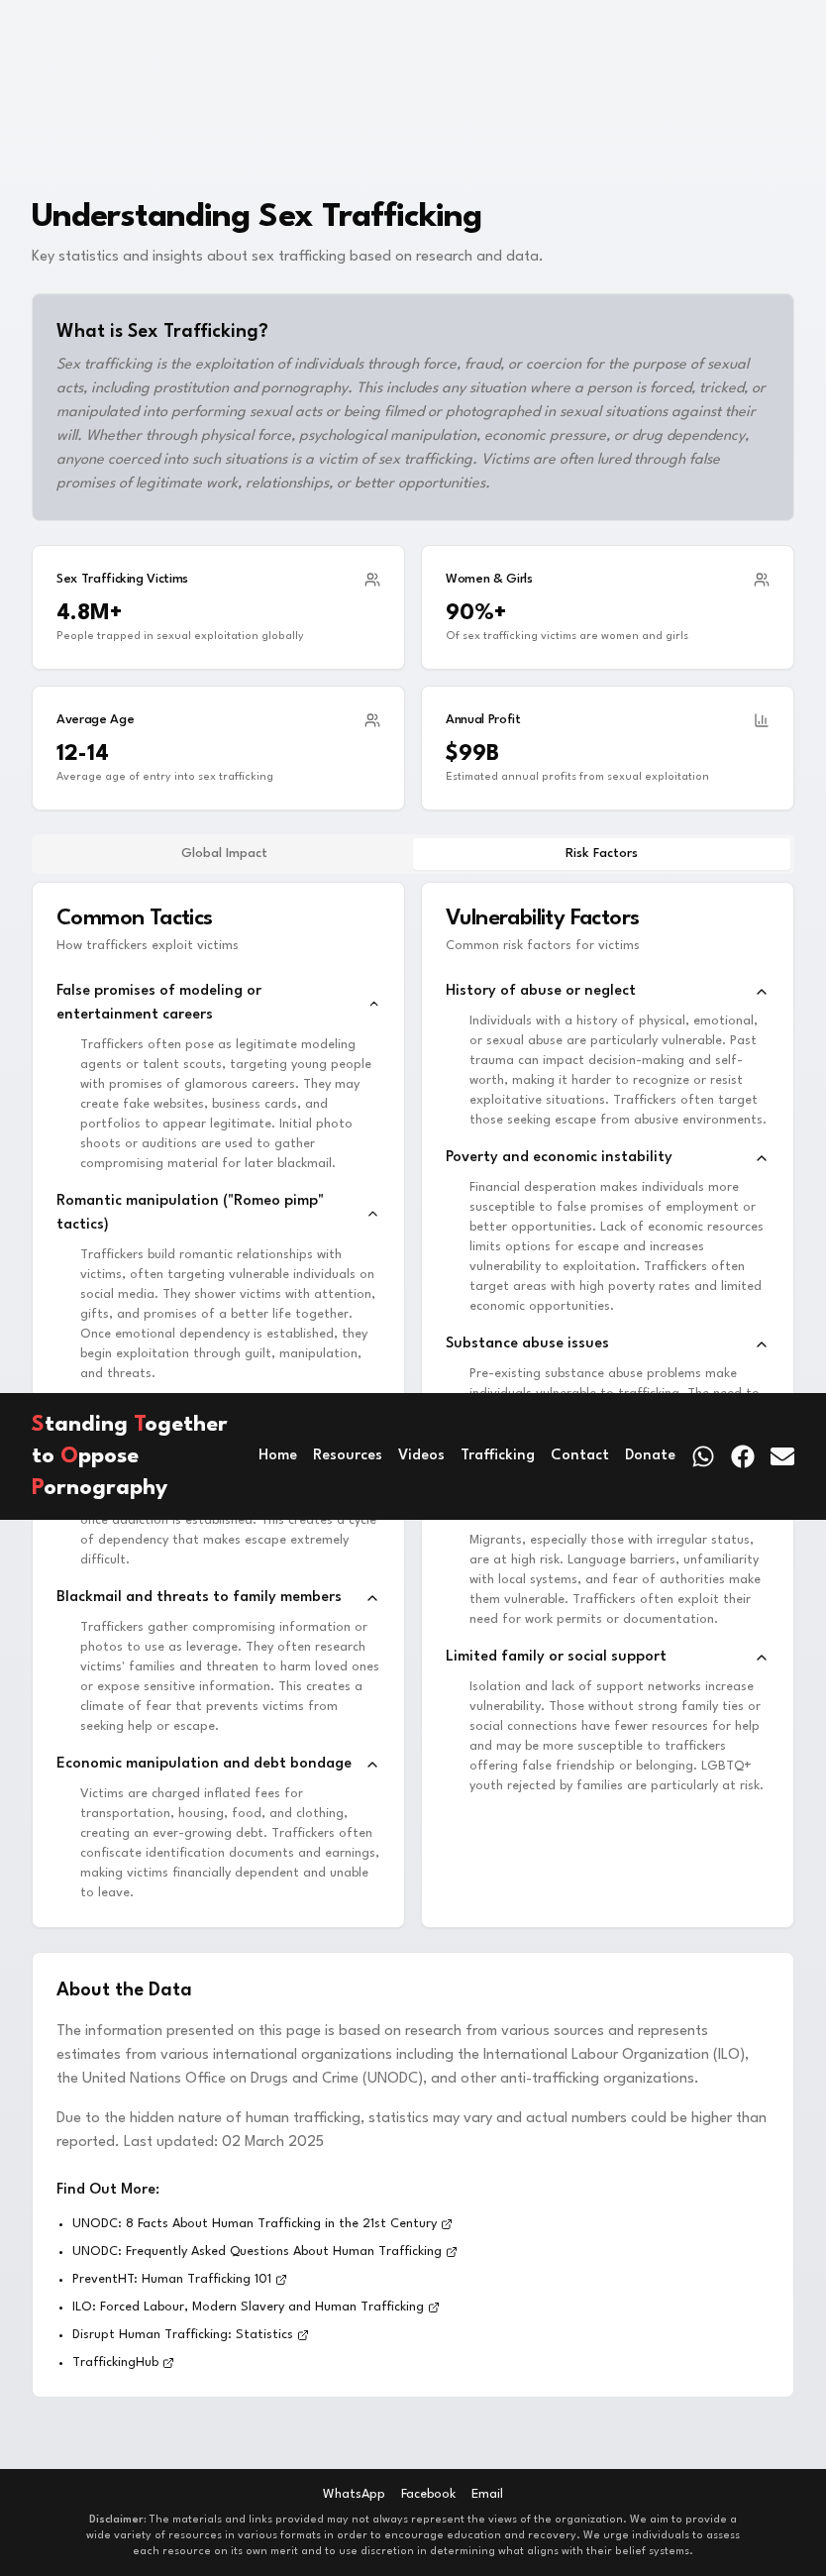 Understanding Sex Trafficking
Key statistics and insights about sex trafficking based on research and data.
What is Sex Trafficking?
Sex trafficking is the exploitation of individuals through force, fraud, or coercion for the purpose of sexual
acts, including prostitution and pornography. This includes any situation where a person is forced, tricked, or
manipulated into performing sexual acts or being filmed or photographed in sexual situations against their
will. Whether through physical force, psychological manipulation, economic pressure, or drug dependency,
anyone coerced into such situations is a victim of sex trafficking. Victims are often lured through false
promises of legitimate work, relationships, or better opportunities.
Sex Trafficking Victims
4.8M+
People trapped in sexual exploitation globally
Women & Girls
90%+
Of sex trafficking victims are women and girls
Average Age
12-14
Average age of entry into sex trafficking
Annual Profit
$99B
Estimated annual profits from sexual exploitation
Global Impact
Risk Factors
Common Tactics
How traffickers exploit victims
False promises of modeling or
entertainment careers
Traffickers often pose as legitimate modeling
agents or talent scouts, targeting young people
with promises of glamorous careers. They may
create fake websites, business cards, and
portfolios to appear legitimate. Initial photo
shoots or auditions are used to gather
compromising material for later blackmail.
Romantic manipulation ("Romeo pimp"
tactics)
Traffickers build romantic relationships with
victims, often targeting vulnerable individuals on
social media. They shower victims with attention,
gifts, and promises of a better life together.
Once emotional dependency is established, they
begin exploitation through guilt, manipulation,
and threats.
Vulnerability Factors
Common risk factors for victims
History of abuse or neglect
Individuals with a history of physical, emotional,
or sexual abuse are particularly vulnerable. Past
trauma can impact decision-making and self-
worth, making it harder to recognize or resist
exploitative situations. Traffickers often target
those seeking escape from abusive environments.
Poverty and economic instability
Financial desperation makes individuals more
susceptible to false promises of employment or
better opportunities. Lack of economic resources
limits options for escape and increases
vulnerability to exploitation. Traffickers often
target areas with high poverty rates and limited
economic opportunities.
Substance abuse issues
Pre-existing substance abuse problems make
individuals vulnerable to trafficking. The need to
Standing Together
to Oppose
Pornography
Home
Resources
Videos
Trafficking
Contact
Donate
once addiction is established. This creates a cycle
of dependency that makes escape extremely
difficult.
Blackmail and threats to family members
Traffickers gather compromising information or
photos to use as leverage. They often research
victims' families and threaten to harm loved ones
or expose sensitive information. This creates a
climate of fear that prevents victims from
seeking help or escape.
Economic manipulation and debt bondage
Victims are charged inflated fees for
transportation, housing, food, and clothing,
creating an ever-growing debt. Traffickers often
confiscate identification documents and earnings,
making victims financially dependent and unable
to leave.
Migrants, especially those with irregular status,
are at high risk. Language barriers, unfamiliarity
with local systems, and fear of authorities make
them vulnerable. Traffickers often exploit their
need for work permits or documentation.
Limited family or social support
Isolation and lack of support networks increase
vulnerability. Those without strong family ties or
social connections have fewer resources for help
and may be more susceptible to traffickers
offering false friendship or belonging. LGBTQ+
youth rejected by families are particularly at risk.
About the Data
The information presented on this page is based on research from various sources and represents
estimates from various international organizations including the International Labour Organization (ILO),
the United Nations Office on Drugs and Crime (UNODC), and other anti-trafficking organizations.
Due to the hidden nature of human trafficking, statistics may vary and actual numbers could be higher than
reported. Last updated: 02 March 2025
Find Out More:
• UNODC: 8 Facts About Human Trafficking in the 21st Century
• UNODC: Frequently Asked Questions About Human Trafficking
• PreventHT: Human Trafficking 101
• ILO: Forced Labour, Modern Slavery and Human Trafficking
• Disrupt Human Trafficking: Statistics
• TraffickingHub
WhatsApp
Facebook
Email
Disclaimer: The materials and links provided may not always represent the views of the organization. We aim to provide a
wide variety of resources in various formats in order to encourage education and recovery. We urge individuals to assess
each resource on its own merit and to use discretion in determining what aligns with their belief systems.